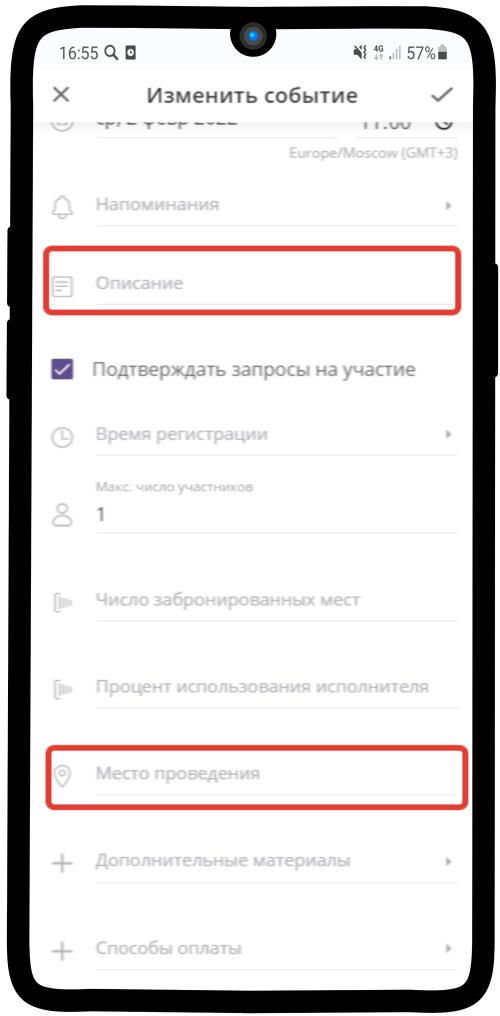 16:55 4G 57%
Изменить событие
ср, 2 февр 2022 11:00
Europe/Moscow (GMT+3)
Напоминания
Описание
Подтверждать запросы на участие
Время регистрации
Макс. число участников
1
Число забронированных мест
Процент использования исполнителя
Место проведения
Дополнительные материалы
Способы оплаты